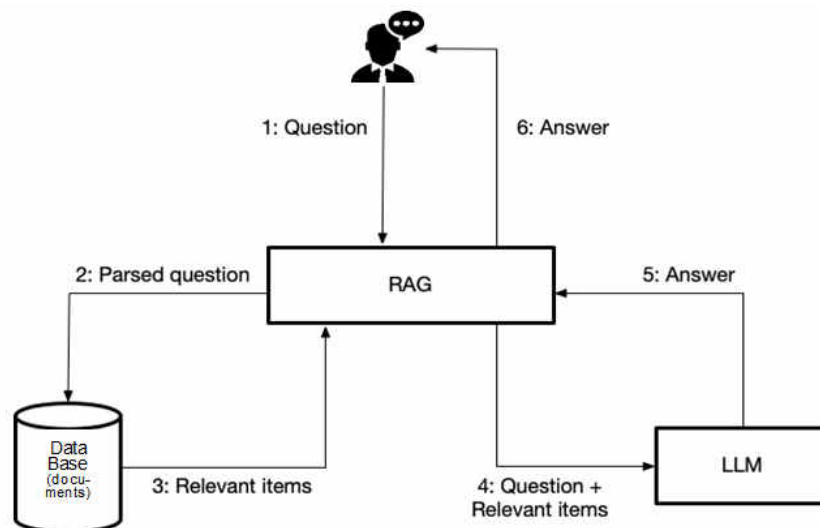 1: Question
6: Answer
2: Parsed question
RAG
5: Answer
Data
Base
(docu-
ments)
3: Relevant items
4: Question +
Relevant items
LLM